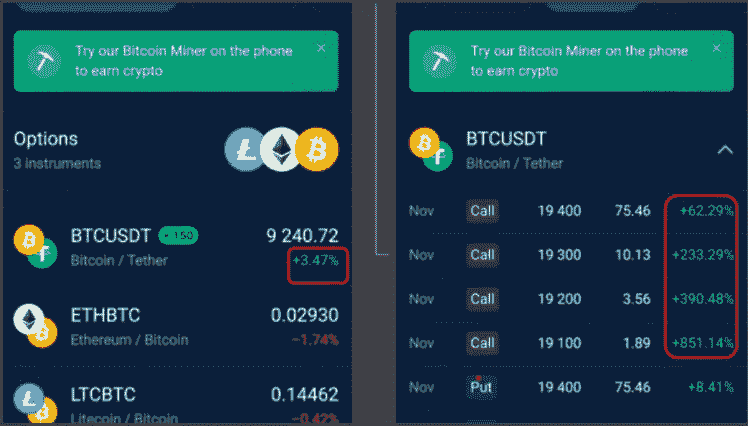 Try our Bitcoin Miner on the phone
to earn crypto
×
Options
3 instruments
BTCUSDT × 150
9 240.72
Bitcoin / Tether
+3.47%
ETHBTC
0.02930
Ethereum / Bitcoin
−1.74%
LTCBTC
0.14462
Litecoin / Bitcoin
−0.42%
Try our Bitcoin Miner on the phone
to earn crypto
×
BTCUSDT
Bitcoin / Tether
Nov Call 19 400 75.46 +62.29%
Nov Call 19 300 10.13 +233.29%
Nov Call 19 200 3.56 +390.48%
Nov Call 19 100 1.89 +851.14%
Nov Put 19 400 75.46 +8.41%